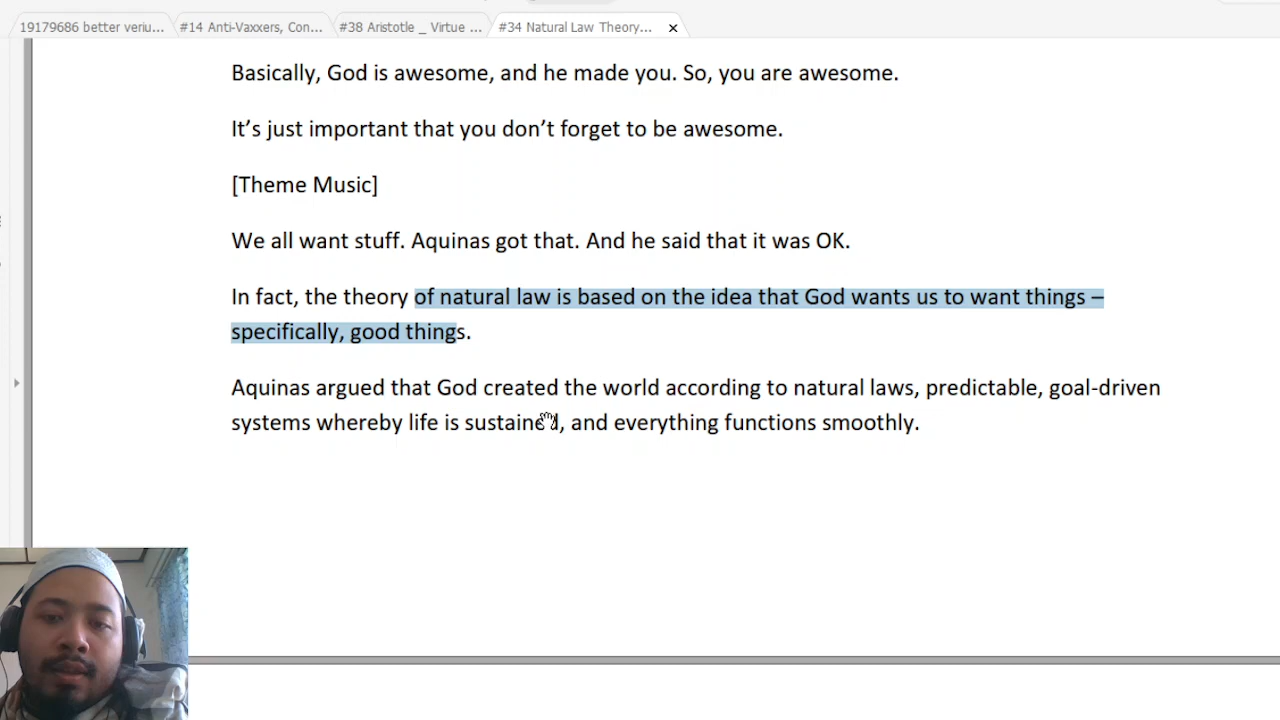 19179686 better veriu... #14 Anti-Vaxxers, Con... #38 Aristotle _ Virtue ... #34 Natural Law Theory...
Basically, God is awesome, and he made you. So, you are awesome.
It’s just important that you don’t forget to be awesome.
[Theme Music]
We all want stuff. Aquinas got that. And he said that it was OK.
In fact, the theory of natural law is based on the idea that God wants us to want things –
specifically, good things.
Aquinas argued that God created the world according to natural laws, predictable, goal-driven
systems whereby life is sustained, and everything functions smoothly.